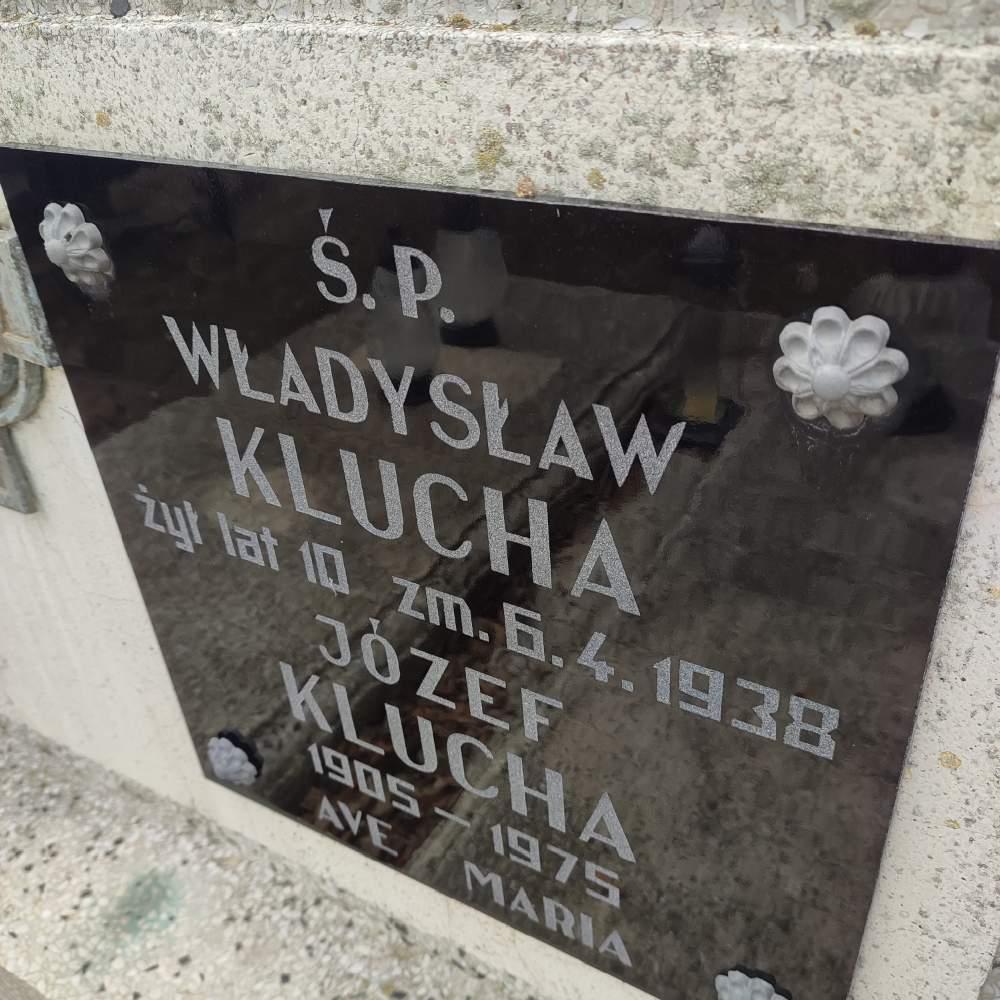 Ś. P.
WŁADYSŁAW
KLUCHA
żył lat 10 zm. 6. 4. 1938
JÓZEF
KLUCHA
1905 – 1975
AVE MARIA